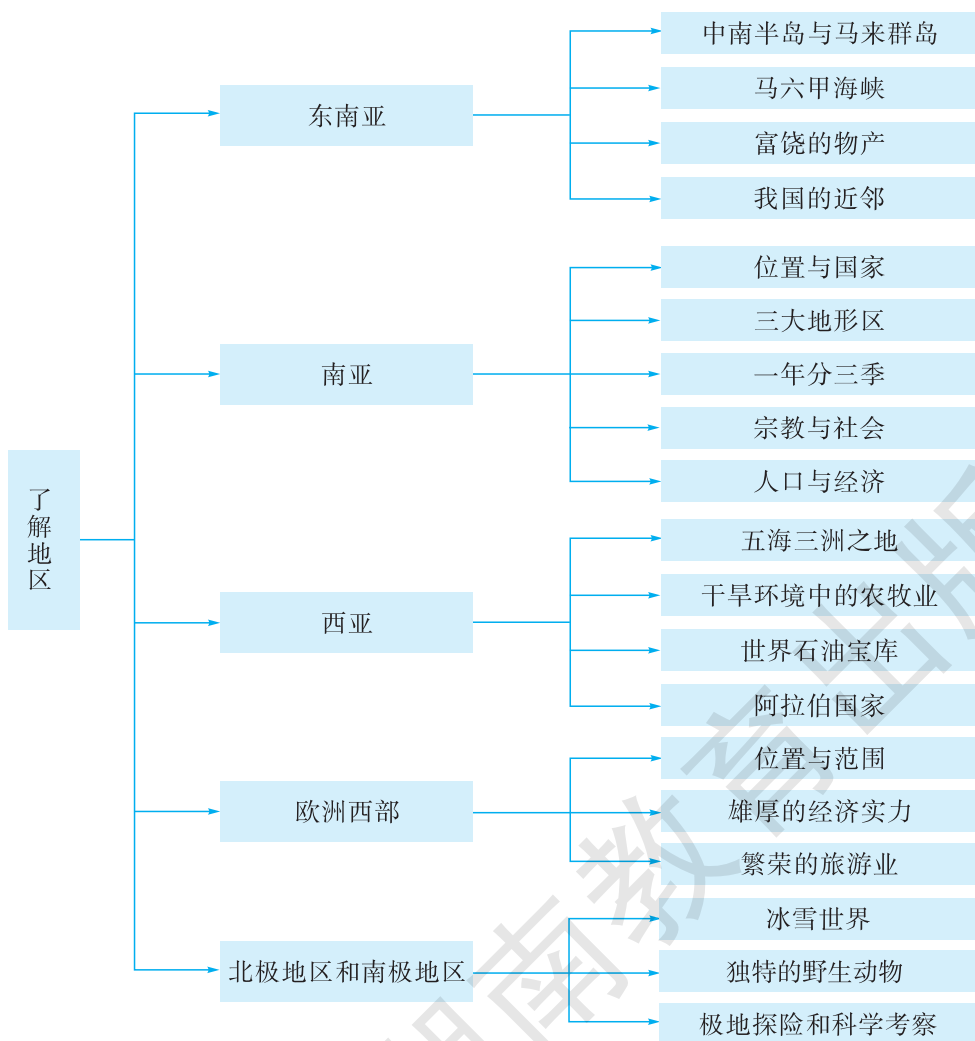 了解地区
东南亚
中南半岛与马来群岛
马六甲海峡
富饶的物产
我国的近邻
南亚
位置与国家
三大地形区
一年分三季
宗教与社会
人口与经济
西亚
五海三洲之地
干旱环境中的农牧业
世界石油宝库
阿拉伯国家
欧洲西部
位置与范围
雄厚的经济实力
繁荣的旅游业
北极地区和南极地区
冰雪世界
独特的野生动物
极地探险和科学考察
湖南教育出版